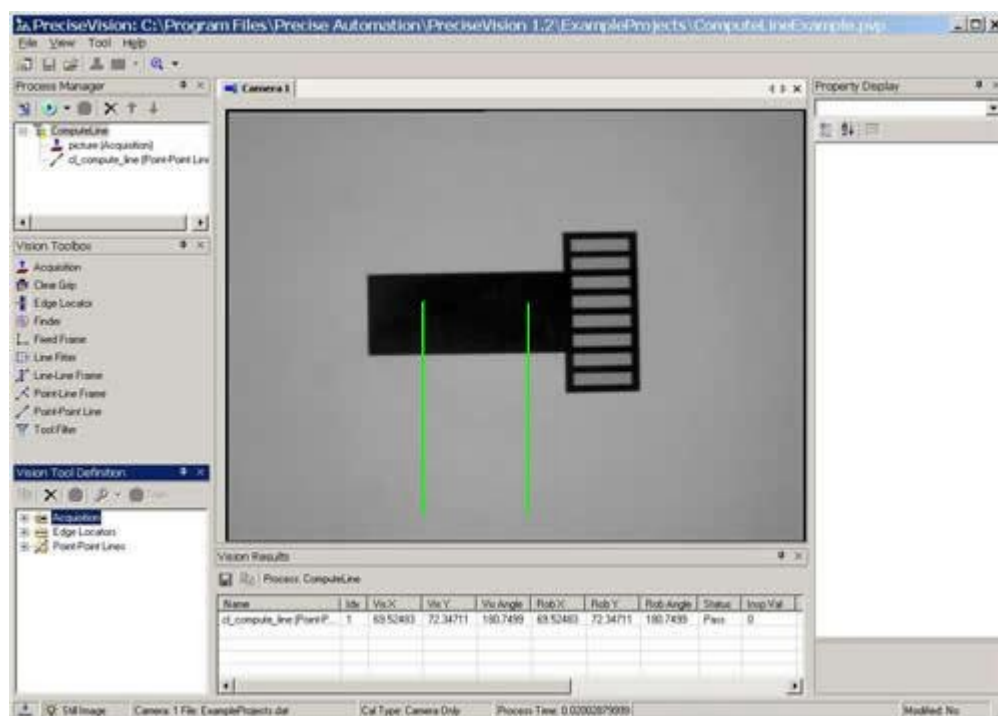 PreciseVision: C:\Program Files\Precise Automation\PreciseVision 1.2\ExampleProjects\ComputeLineExample.pvp
File View Tool Help
Process Manager
Camera 1
Property Display
ComputeLine
picture (Acquisition)
cl_compute_line (Point-Point Line
Vision Toolbox
Acquisition
Clear Grip
Edge Locator
Finder
Fixed Frame
Line Fitter
Line-Line Frame
Point-Line Frame
Point-Point Line
Tool Filter
Vision Tool Definition
Acquisition
Edge Locators
Point-Point Lines
Vision Results
Process: ComputeLine
Name Idx Vis X Vis Y Vis Angle Rob X Rob Y Rob Angle Status Insp Val
cl_compute_line (Point-P... 1 69.52483 72.34711 180.7499 69.52483 72.34711 180.7499 Pass 0
Still Image Camera: 1 File: ExampleProjects.dat Cal Type: Camera Only Process Time: 0.02002879999 Modified: No